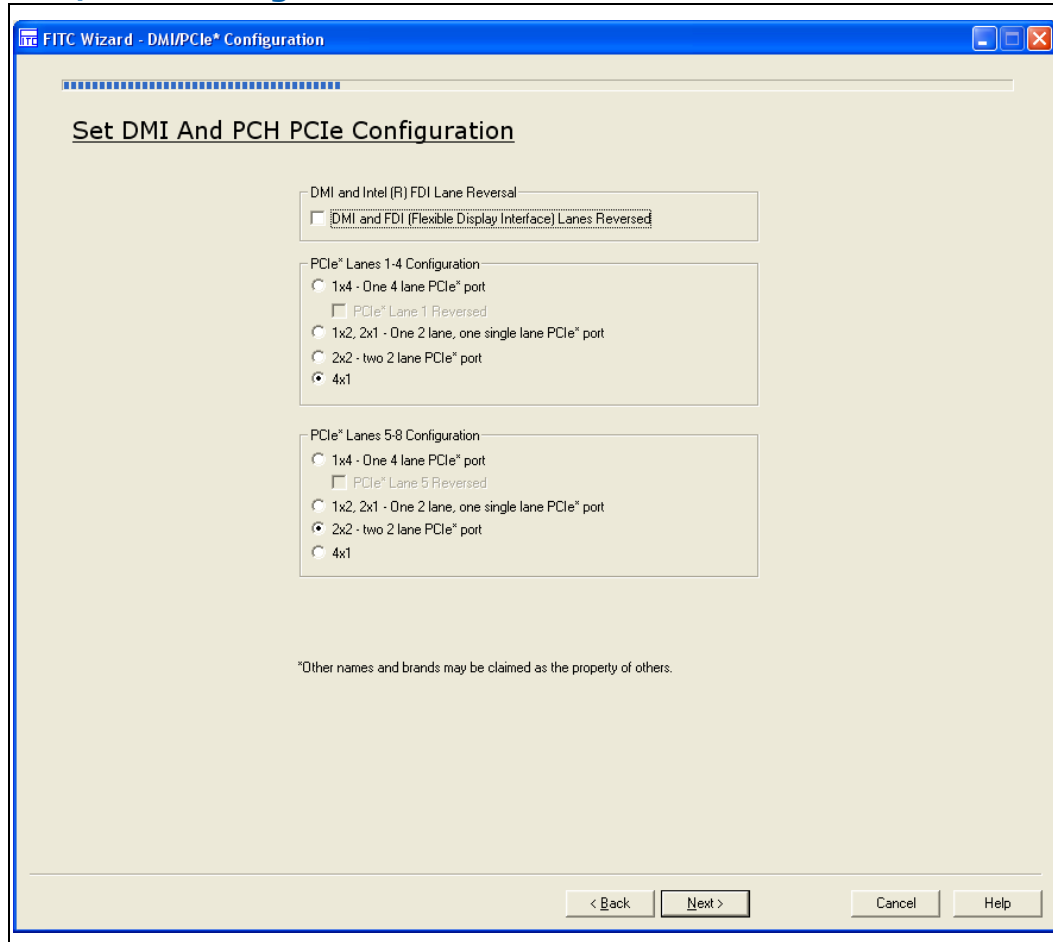 FITC Wizard - DMI/PCIe* Configuration
Set DMI And PCH PCIe Configuration
DMI and Intel (R) FDI Lane Reversal
DMI and FDI (Flexible Display Interface) Lanes Reversed
PCIe* Lanes 1-4 Configuration
1x4 - One 4 lane PCIe* port
PCIe* Lane 1 Reversed
1x2, 2x1 - One 2 lane, one single lane PCIe* port
2x2 - two 2 lane PCIe* port
4x1
PCIe* Lanes 5-8 Configuration
1x4 - One 4 lane PCIe* port
PCIe* Lane 5 Reversed
1x2, 2x1 - One 2 lane, one single lane PCIe* port
2x2 - two 2 lane PCIe* port
4x1
*Other names and brands may be claimed as the property of others.
< Back Next > Cancel Help